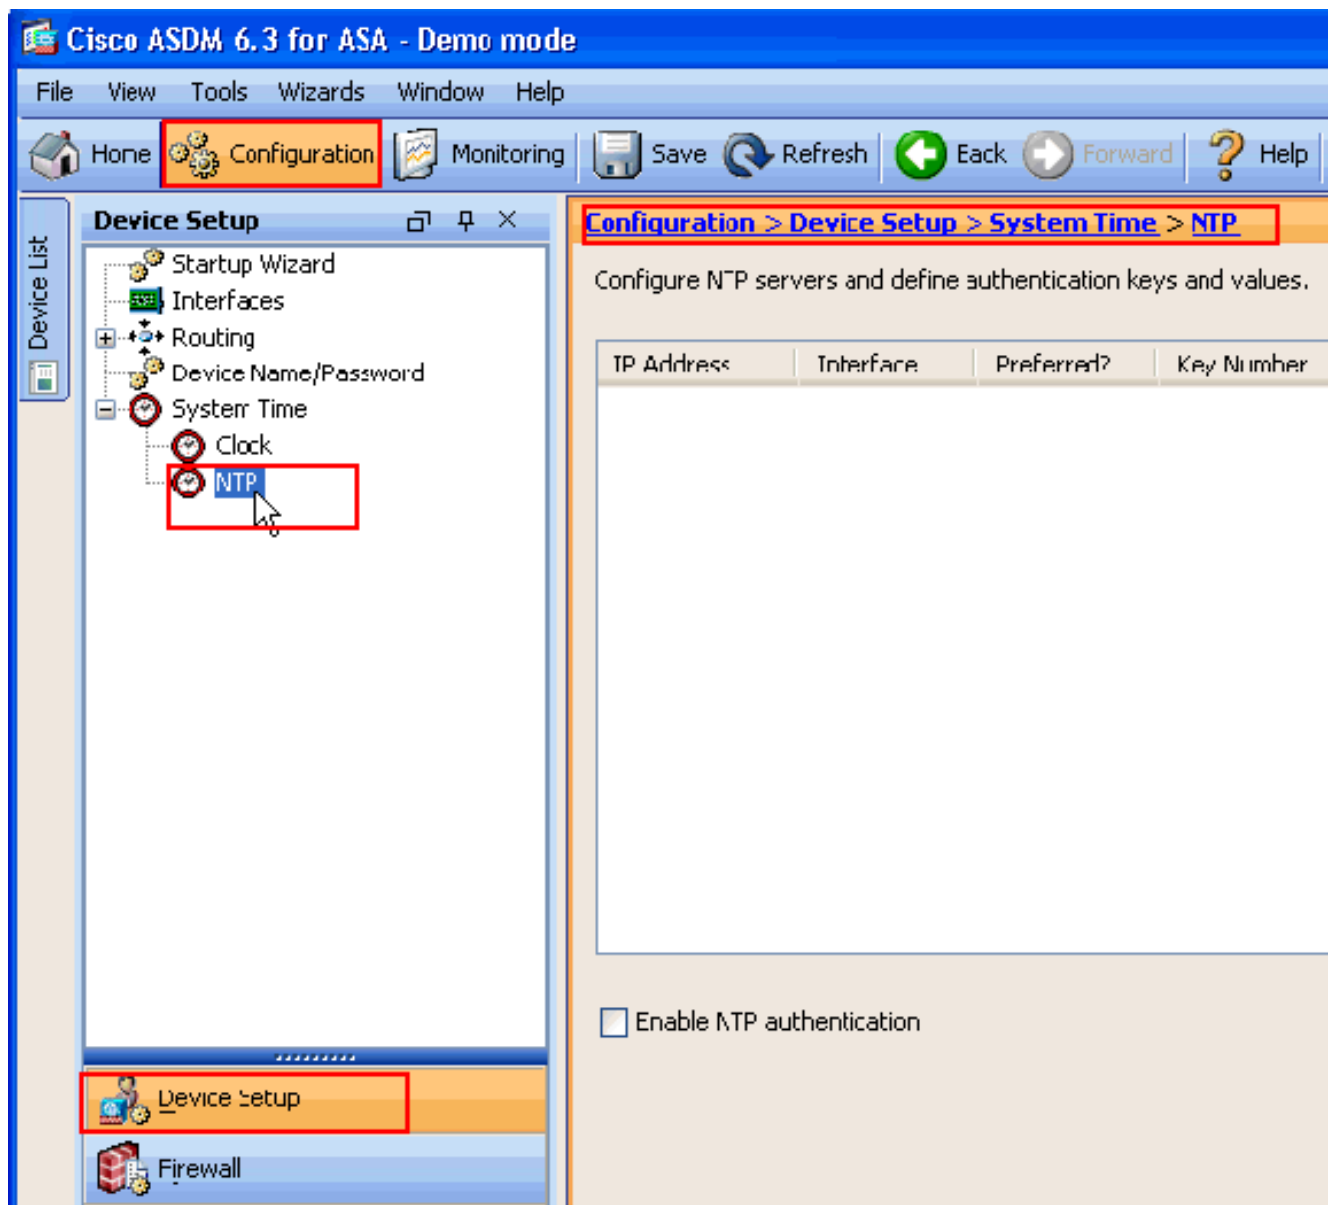 Cisco ASDM 6.3 for ASA - Demo mode
File View Tools Wizards Window Help
Home Configuration Monitoring Save Refresh Back Forward Help
Device List
Device Setup
Startup Wizard
Interfaces
Routing
Device Name/Password
System Time
Clock
NTP
Device Setup
Firewall
Configuration > Device Setup > System Time > NTP
Configure NTP servers and define authentication keys and values.
IP Address Interface Preferred? Key Number
Enable NTP authentication